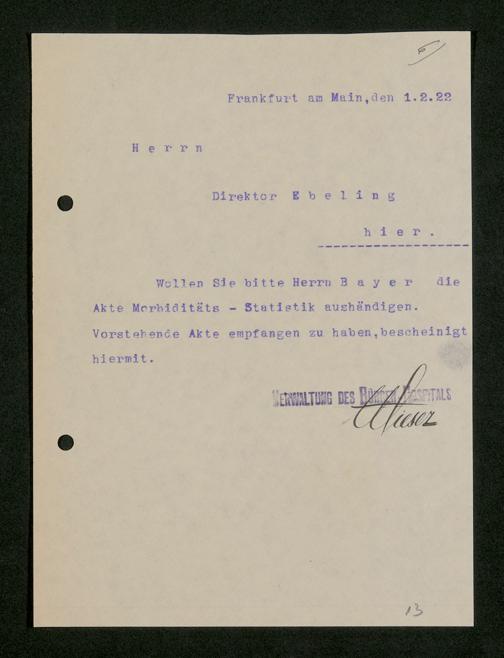 Frankfurt am Main,den 1.2.22
Herrn
Direktor Ebeling
hier.
Wollen Sie bitte Herrn Bayer die
Akte Morbiditäts - Statistik aushändigen.
Vorstehende Akte empfangen zu haben,bescheinigt
hiermit.
VERWALTUNG DES BÜRGER-HOSPITALS
13